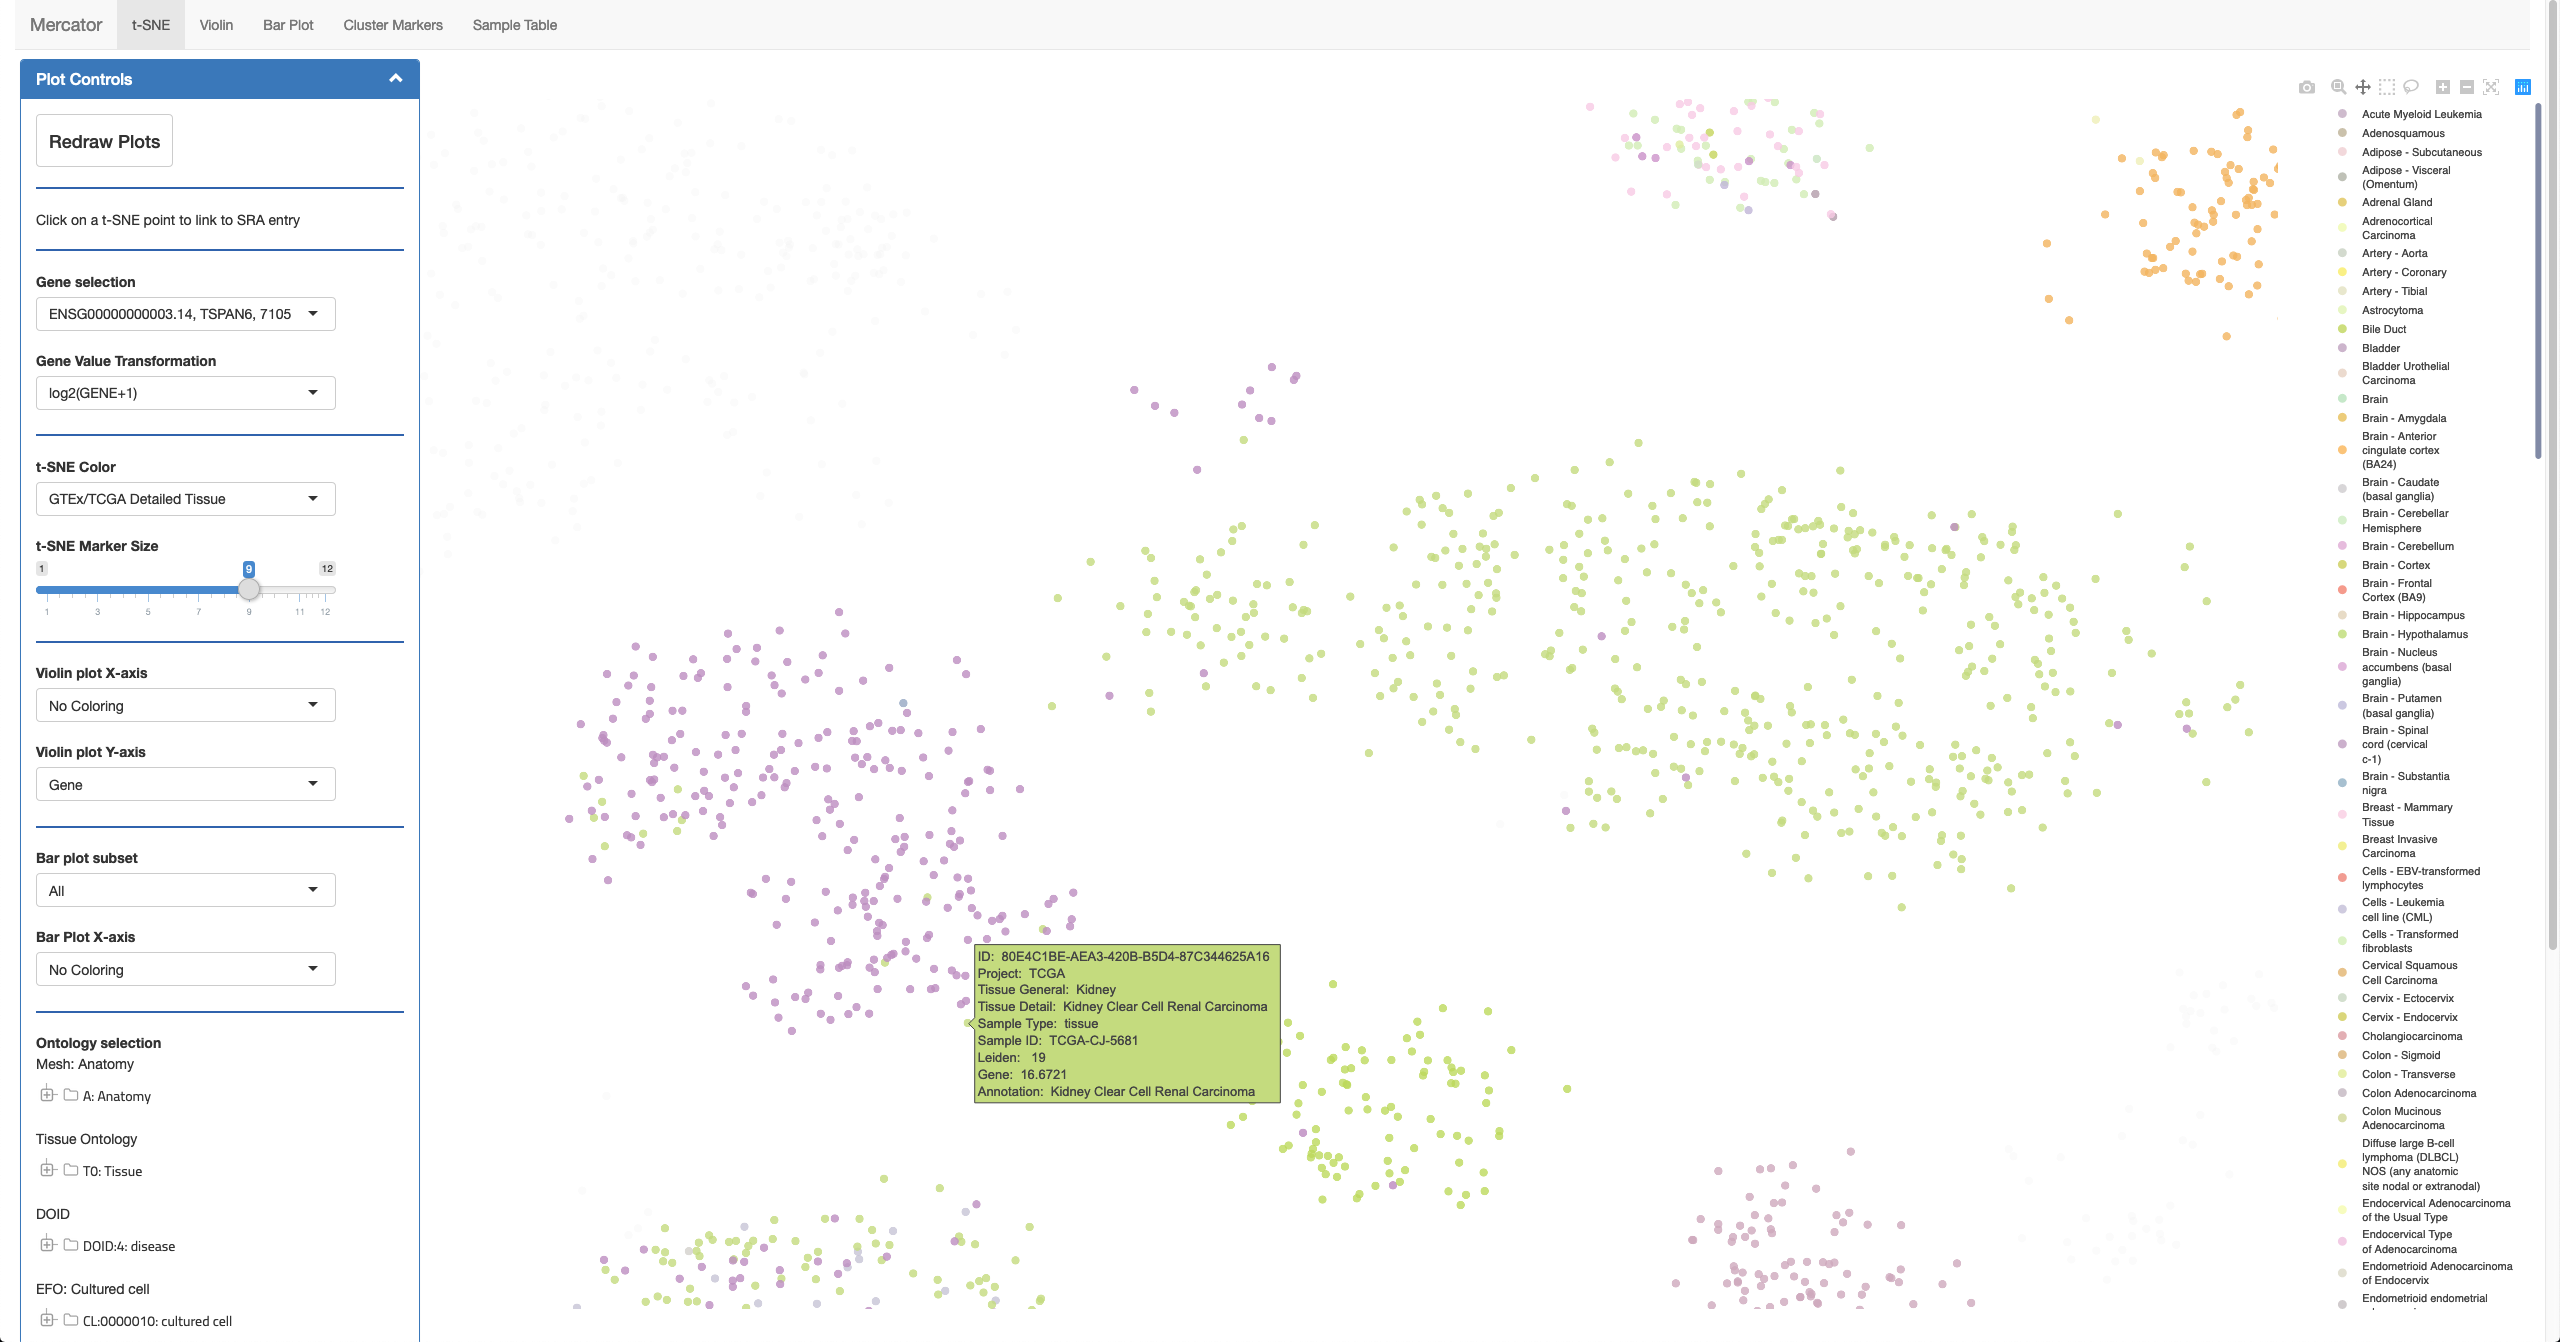 Mercator
t-SNE
Violin
Bar Plot
Cluster Markers
Sample Table
Plot Controls
Redraw Plots
Click on a t-SNE point to link to SRA entry
Gene selection
ENSG00000000003.14, TSPAN6, 7105
Gene Value Transformation
log2(GENE+1)
t-SNE Color
GTEx/TCGA Detailed Tissue
t-SNE Marker Size
1 9 12
1 3 5 7 9 11 12
Violin plot X-axis
No Coloring
Violin plot Y-axis
Gene
Bar plot subset
All
Bar Plot X-axis
No Coloring
Ontology selection
Mesh: Anatomy
A: Anatomy
Tissue Ontology
T0: Tissue
DOID
DOID:4: disease
EFO: Cultured cell
CL:0000010: cultured cell
ID: 80E4C1BE-AEA3-420B-B5D4-87C344625A16
Project: TCGA
Tissue General: Kidney
Tissue Detail: Kidney Clear Cell Renal Carcinoma
Sample Type: tissue
Sample ID: TCGA-CJ-5681
Leiden: 19
Gene: 16.6721
Annotation: Kidney Clear Cell Renal Carcinoma
Acute Myeloid Leukemia
Adenosquamous
Adipose - Subcutaneous
Adipose - Visceral
(Omentum)
Adrenal Gland
Adrenocortical
Carcinoma
Artery - Aorta
Artery - Coronary
Artery - Tibial
Astrocytoma
Bile Duct
Bladder
Bladder Urothelial
Carcinoma
Brain
Brain - Amygdala
Brain - Anterior
cingulate cortex
(BA24)
Brain - Caudate
(basal ganglia)
Brain - Cerebellar
Hemisphere
Brain - Cerebellum
Brain - Cortex
Brain - Frontal
Cortex (BA9)
Brain - Hippocampus
Brain - Hypothalamus
Brain - Nucleus
accumbens (basal
ganglia)
Brain - Putamen
(basal ganglia)
Brain - Spinal
cord (cervical
c-1)
Brain - Substantia
nigra
Breast - Mammary
Tissue
Breast Invasive
Carcinoma
Cells - EBV-transformed
lymphocytes
Cells - Leukemia
cell line (CML)
Cells - Transformed
fibroblasts
Cervical Squamous
Cell Carcinoma
Cervix - Ectocervix
Cervix - Endocervix
Cholangiocarcinoma
Colon - Sigmoid
Colon - Transverse
Colon Adenocarcinoma
Colon Mucinous
Adenocarcinoma
Diffuse large B-cell
lymphoma (DLBCL)
NOS (any anatomic
site nodal or extranodal)
Endocervical Adenocarcinoma
of the Usual Type
Endocervical Type
of Adenocarcinoma
Endometrioid Adenocarcinoma
of Endocervix
Endometrioid endometrial